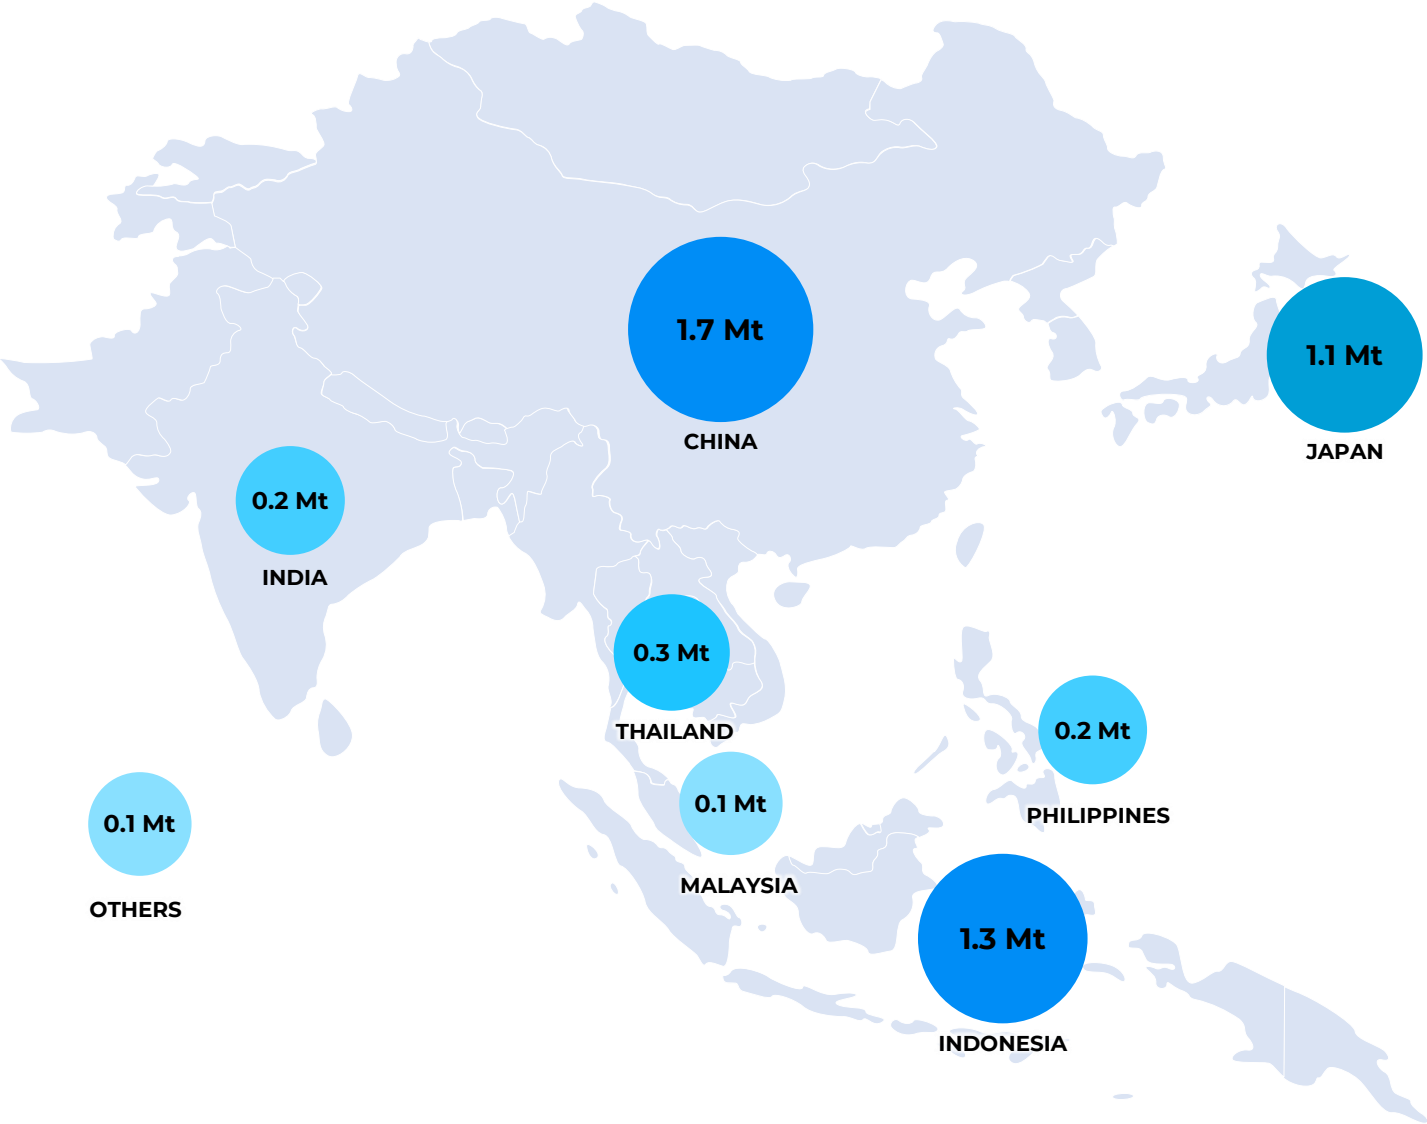 1.7 Mt
CHINA
1.1 Mt
JAPAN
0.2 Mt
INDIA
0.3 Mt
THAILAND
0.2 Mt
PHILIPPINES
0.1 Mt
MALAYSIA
0.1 Mt
OTHERS
1.3 Mt
INDONESIA